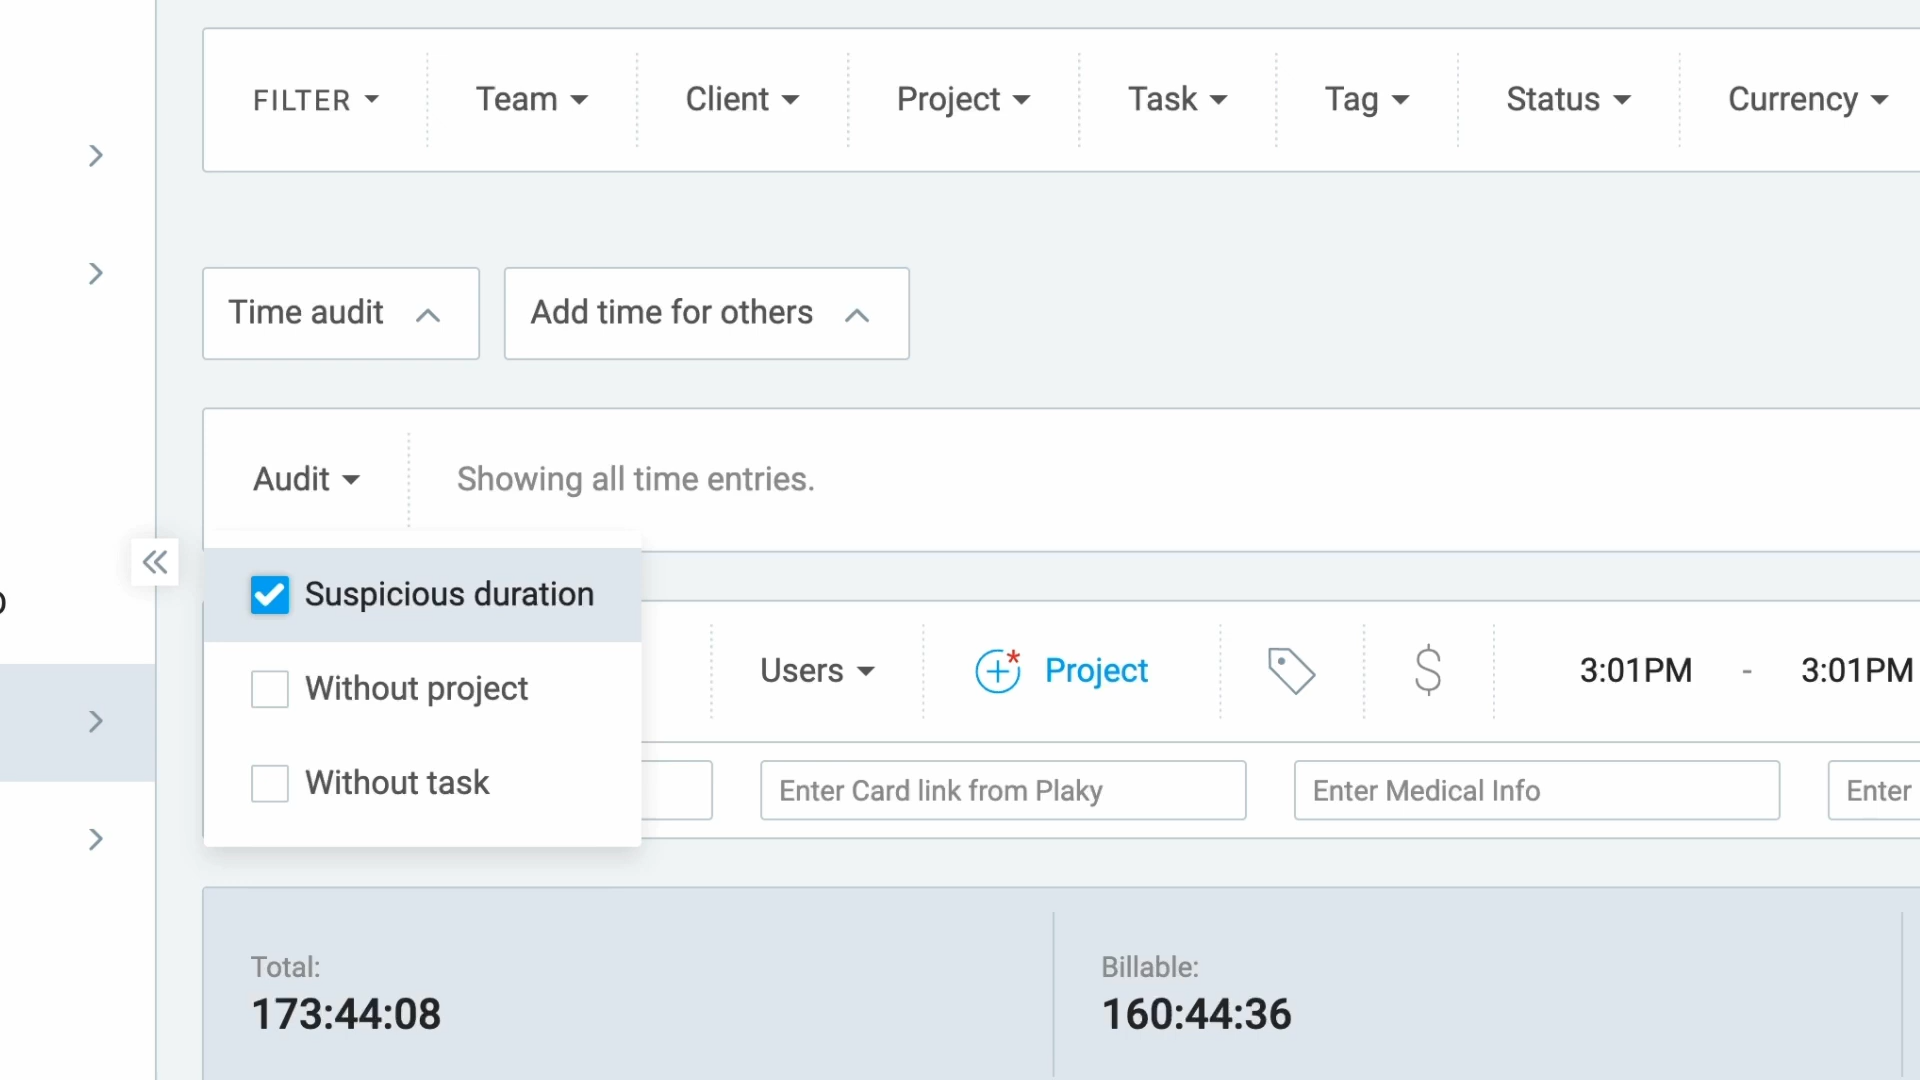 FILTER Team Client Project Task Tag Status Currency
Time audit Add time for others
Audit Showing all time entries.
Suspicious duration
Users Project $ 3:01PM - 3:01PM
Without project
Without task
Enter Card link from Plaky Enter Medical Info Enter
Total: Billable:
173:44:08 160:44:36